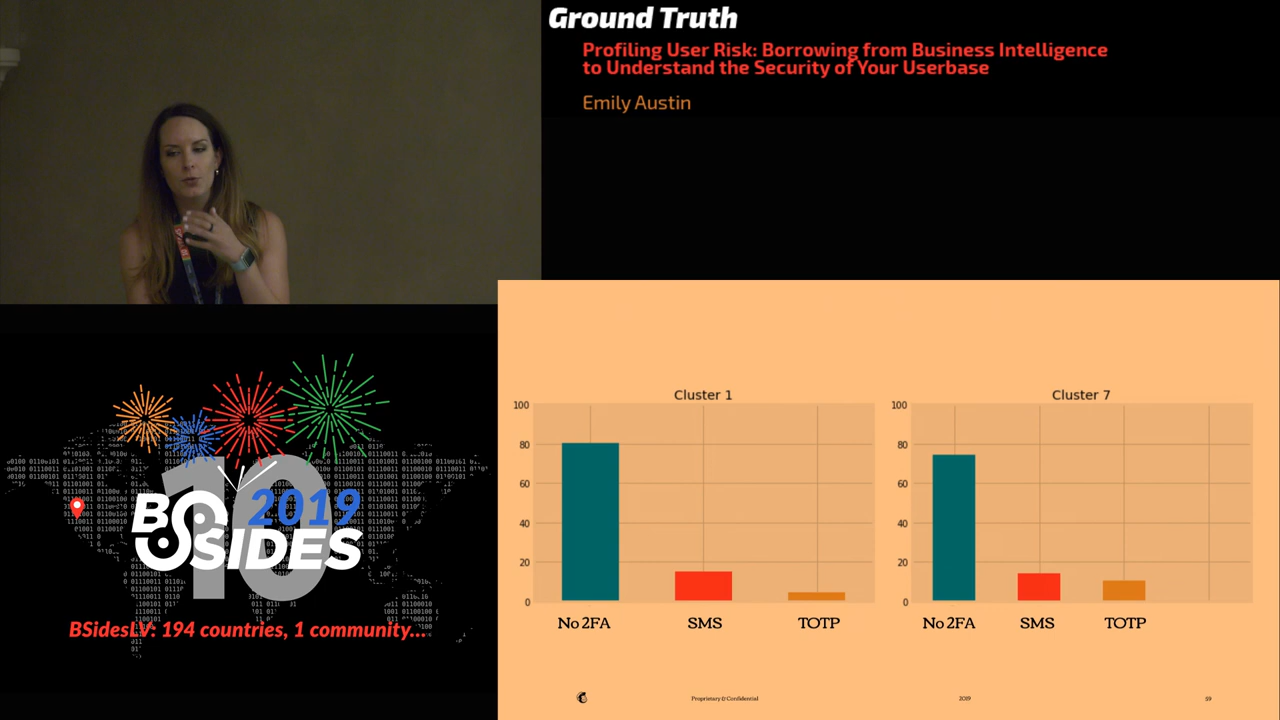 Ground Truth
Profiling User Risk: Borrowing from Business Intelligence
to Understand the Security of Your Userbase
Emily Austin
10
BSIDES
2019
BSidesLV: 194 countries, 1 community...
Cluster 1
100
80
60
40
20
0
No 2FA SMS TOTP
Cluster 7
100
80
60
40
20
0
No 2FA SMS TOTP
Proprietary & Confidential 2019 59